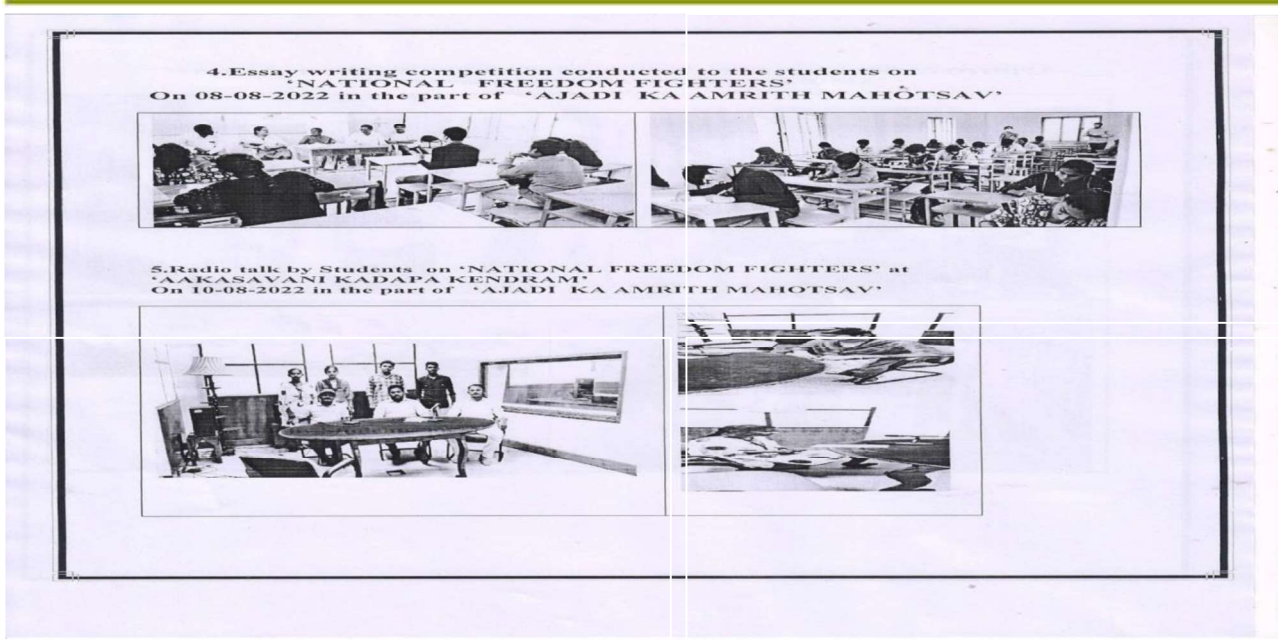 4.Essay writing competition conducted to the students on
‘NATIONAL FREEDOM FIGHTERS’
On 08-08-2022 in the part of ‘AJADI KA AMRITH MAHOTSAV’
5.Radio talk by Students on ‘NATIONAL FREEDOM FIGHTERS’ at
‘AAKASAVANI KADAPA KENDRAM’
On 10-08-2022 in the part of ‘AJADI KA AMRITH MAHOTSAV’